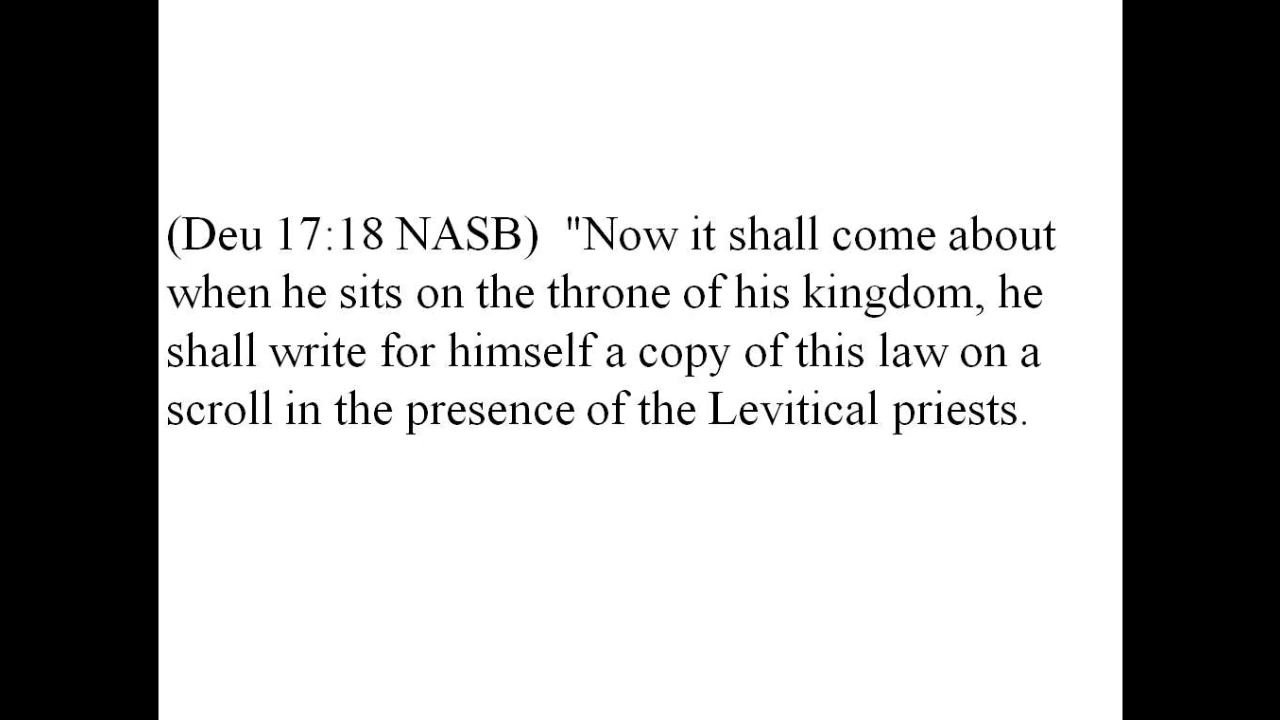 (Deu 17:18 NASB)  "Now it shall come about
when he sits on the throne of his kingdom, he
shall write for himself a copy of this law on a
scroll in the presence of the Levitical priests.